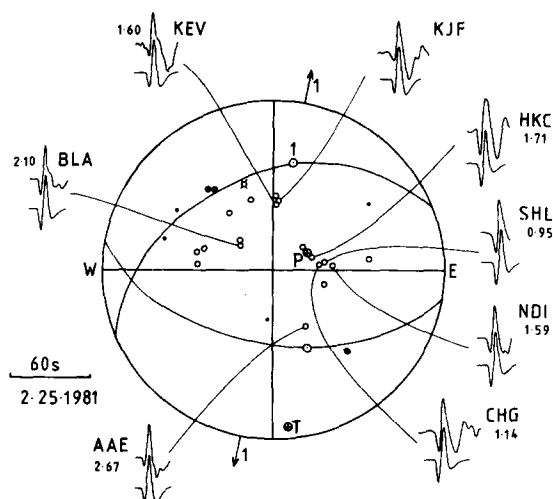 KEV
1·60
KJF
1
HKC
1·71
2·10
BLA
1
SHL
0·95
P
W
E
NDI
1·59
60s
2·25·1981
CHG
1·14
AAE
2·67
T
1